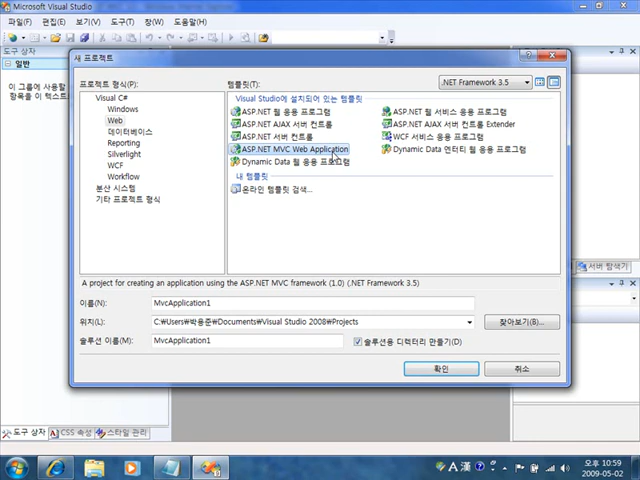 Microsoft Visual Studio
파일(F) 편집(E) 보기(V) 도구(T) 창(W) 도움말(H)
도구 상자
일반
이 그룹에 사용할
항목을 이 텍스트
새 프로젝트
프로젝트 형식(P):
템플릿(T):
.NET Framework 3.5
Visual C#
Windows
Web
데이터베이스
Reporting
Silverlight
WCF
Workflow
분산 시스템
기타 프로젝트 형식
Visual Studio에 설치되어 있는 템플릿
ASP.NET 웹 응용 프로그램
ASP.NET 웹 서비스 응용 프로그램
ASP.NET AJAX 서버 컨트롤
ASP.NET AJAX 서버 컨트롤 Extender
ASP.NET 서버 컨트롤
WCF 서비스 응용 프로그램
ASP.NET MVC Web Application
Dynamic Data 엔터티 웹 응용 프로그램
Dynamic Data 웹 응용 프로그램
내 템플릿
온라인 템플릿 검색...
A project for creating an application using the ASP.NET MVC framework (1.0) (.NET Framework 3.5)
이름(N): MvcApplication1
위치(L): C:₩Users₩박용준₩Documents₩Visual Studio 2008₩Projects
찾아보기(B)...
솔루션 이름(M): MvcApplication1
솔루션용 디렉터리 만들기(D)
확인
취소
서버 탐색기
도구 상자 CSS 속성 스타일 관리
A 漢
오후 10:59
2009-05-02